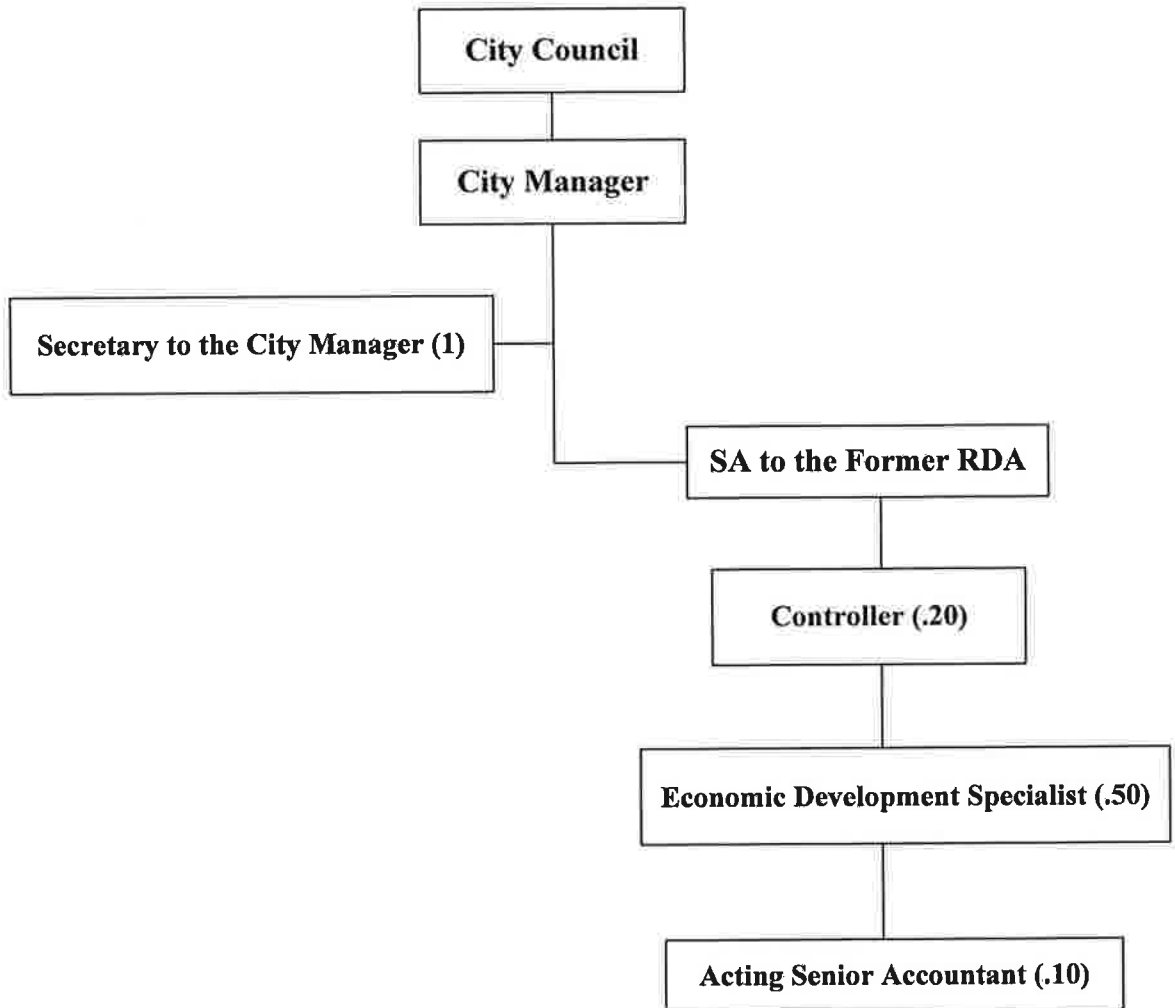 City Council
City Manager
Secretary to the City Manager (1)
SA to the Former RDA
Controller (.20)
Economic Development Specialist (.50)
Acting Senior Accountant (.10)